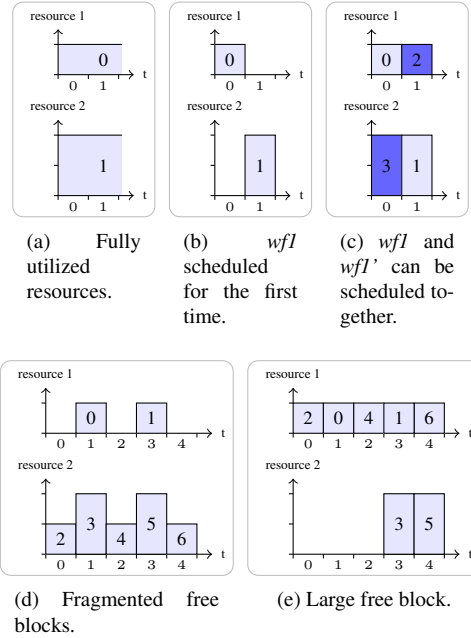 resource 1
0
t
0 1
resource 2
1
t
0 1
(a) Fully
utilized
resources.
resource 1
0
t
0 1
resource 2
1
t
0 1
(b) wf1
scheduled
for the first
time.
resource 1
0 2
t
0 1
resource 2
3 1
t
0 1
(c) wf1 and
wf1’ can be
scheduled to-
gether.
resource 1
0 1
t
0 1 2 3 4
resource 2
2 3 4 5 6
t
0 1 2 3 4
(d) Fragmented free
blocks.
resource 1
2 0 4 1 6
t
0 1 2 3 4
resource 2
3 5
t
0 1 2 3 4
(e) Large free block.